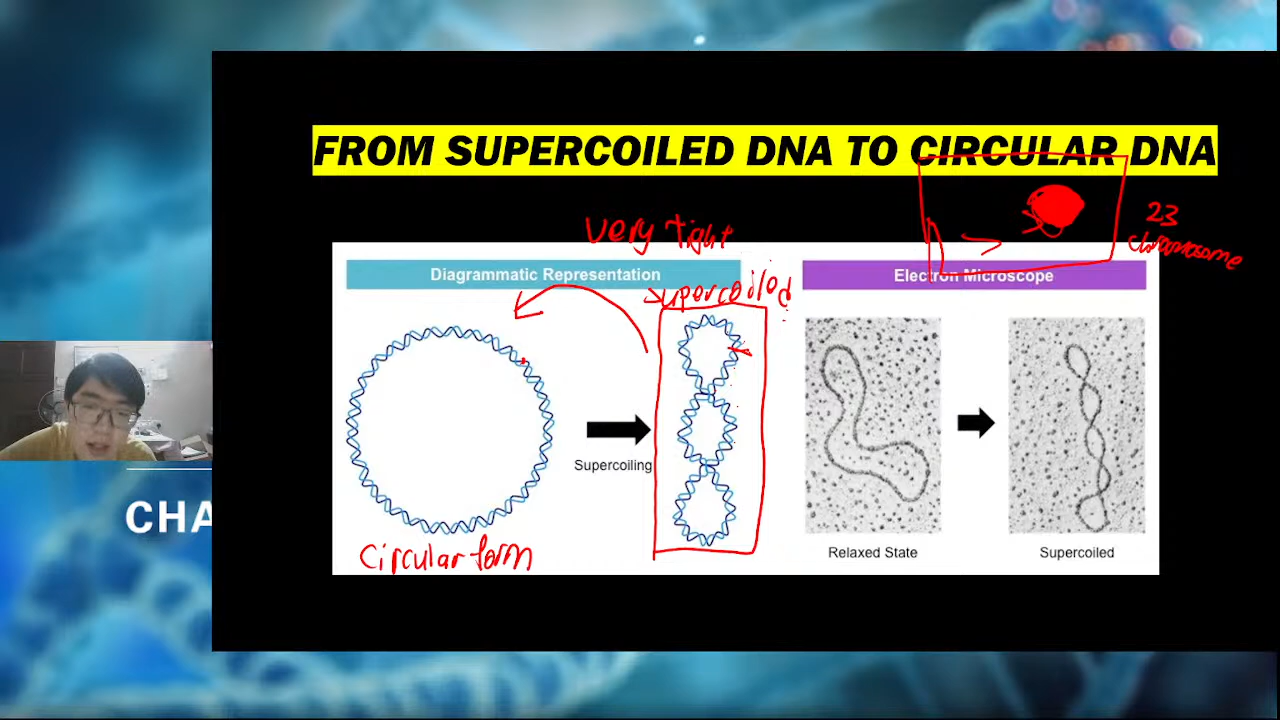 FROM SUPERCOILED DNA TO CIRCULAR DNA
23
chromosome
very tight
Diagrammatic Representation
Electron Microscope
supercoiled
Supercoiling
CHA
circular form
Relaxed State
Supercoiled